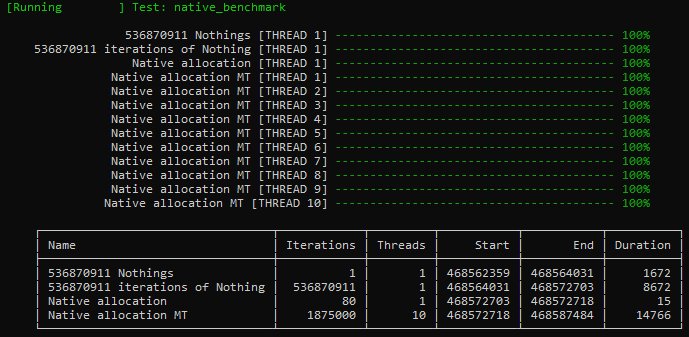 [Running        ] Test: native_benchmark
536870911 Nothings [THREAD 1] ---------------------------------------- 100%
536870911 iterations of Nothing [THREAD 1] ---------------------------------------- 100%
Native allocation [THREAD 1] ---------------------------------------- 100%
Native allocation MT [THREAD 1] ---------------------------------------- 100%
Native allocation MT [THREAD 2] ---------------------------------------- 100%
Native allocation MT [THREAD 3] ---------------------------------------- 100%
Native allocation MT [THREAD 4] ---------------------------------------- 100%
Native allocation MT [THREAD 5] ---------------------------------------- 100%
Native allocation MT [THREAD 6] ---------------------------------------- 100%
Native allocation MT [THREAD 7] ---------------------------------------- 100%
Native allocation MT [THREAD 8] ---------------------------------------- 100%
Native allocation MT [THREAD 9] ---------------------------------------- 100%
Native allocation MT [THREAD 10] ---------------------------------------- 100%
Name | Iterations | Threads | Start | End | Duration
536870911 Nothings | 1 | 1 | 468562359 | 468564031 | 1672
536870911 iterations of Nothing | 536870911 | 1 | 468564031 | 468572703 | 8672
Native allocation | 80 | 1 | 468572703 | 468572718 | 15
Native allocation MT | 1875000 | 10 | 468572718 | 468587484 | 14766